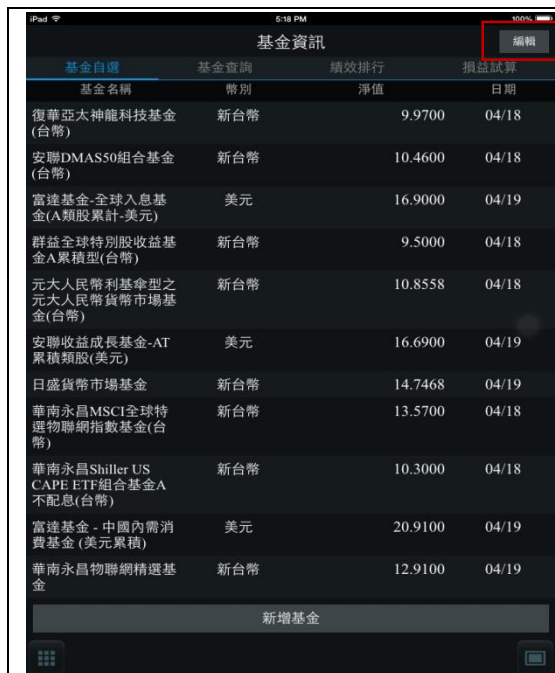 iPad 5:18 PM 100%
基金資訊 編輯
基金自選 基金查詢 績效排行 損益試算
基金名稱 幣別 淨值 日期
復華亞太神龍科技基金 新台幣 9.9700 04/18
(台幣)
安聯DMAS50組合基金 新台幣 10.4600 04/18
(台幣)
富達基金-全球入息基 美元 16.9000 04/19
金(A類股累計-美元)
群益全球特別股收益基 新台幣 9.5000 04/18
金A累積型(台幣)
元大人民幣利基傘型之 新台幣 10.8558 04/18
元大人民幣貨幣市場基
金(台幣)
安聯收益成長基金-AT 美元 16.6900 04/19
累積類股(美元)
日盛貨幣市場基金 新台幣 14.7468 04/19
華南永昌MSCI全球特 新台幣 13.5700 04/18
選物聯網指數基金(台
幣)
華南永昌Shiller US 新台幣 10.3000 04/18
CAPE ETF組合基金A
不配息(台幣)
富達基金 - 中國內需消 美元 20.9100 04/19
費基金 (美元累積)
華南永昌物聯網精選基 新台幣 12.9100 04/19
金
新增基金